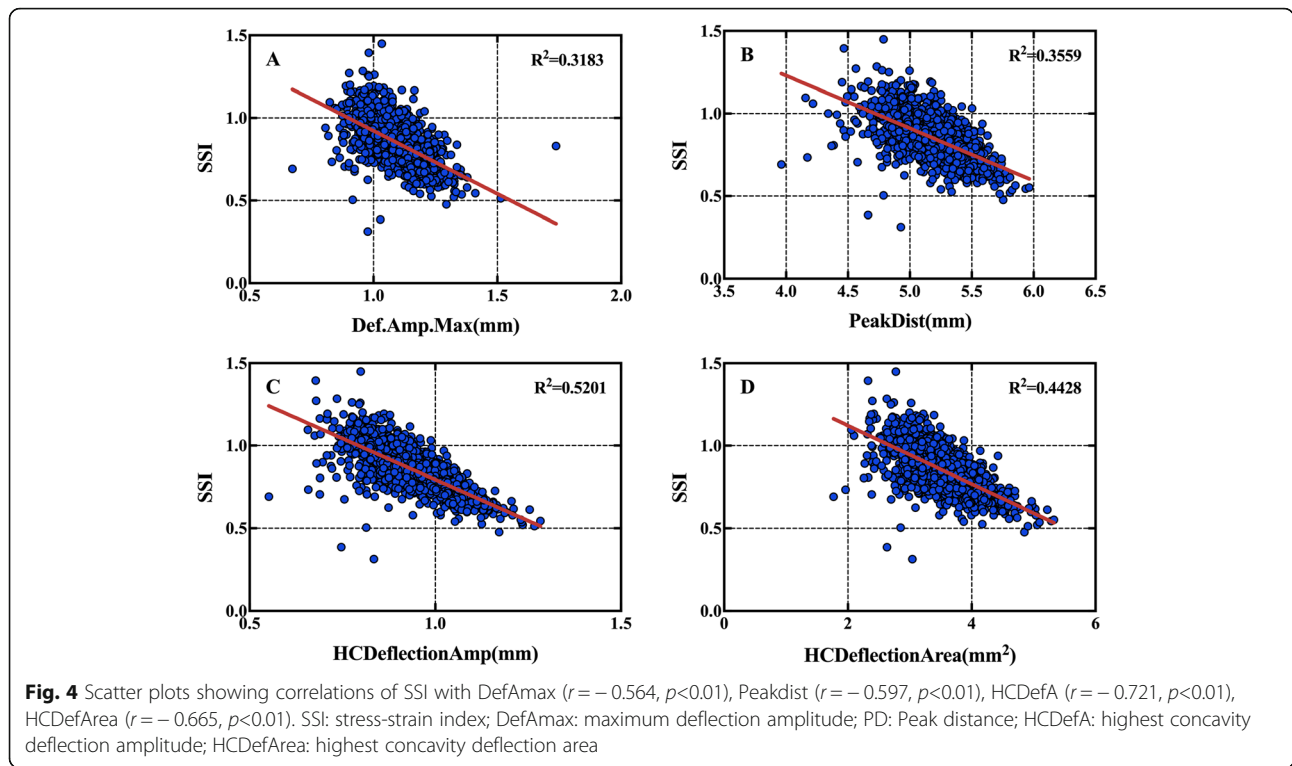 A
R²=0.3183
SSI
1.5
1.0
0.5
0.0
0.5 1.0 1.5 2.0
Def.Amp.Max(mm)
B
R²=0.3559
SSI
1.5
1.0
0.5
0.0
3.5 4.0 4.5 5.0 5.5 6.0 6.5
PeakDist(mm)
C
R²=0.5201
SSI
1.5
1.0
0.5
0.0
0.5 1.0 1.5
HCDeflectionAmp(mm)
D
R²=0.4428
SSI
1.5
1.0
0.5
0.0
0 2 4 6
HCDeflectionArea(mm²)
Fig. 4 Scatter plots showing correlations of SSI with DefAmax (r = − 0.564, p<0.01), Peakdist (r = − 0.597, p<0.01), HCDefA (r = − 0.721, p<0.01),
HCDefArea (r = − 0.665, p<0.01). SSI: stress-strain index; DefAmax: maximum deflection amplitude; PD: Peak distance; HCDefA: highest concavity
deflection amplitude; HCDefArea: highest concavity deflection area